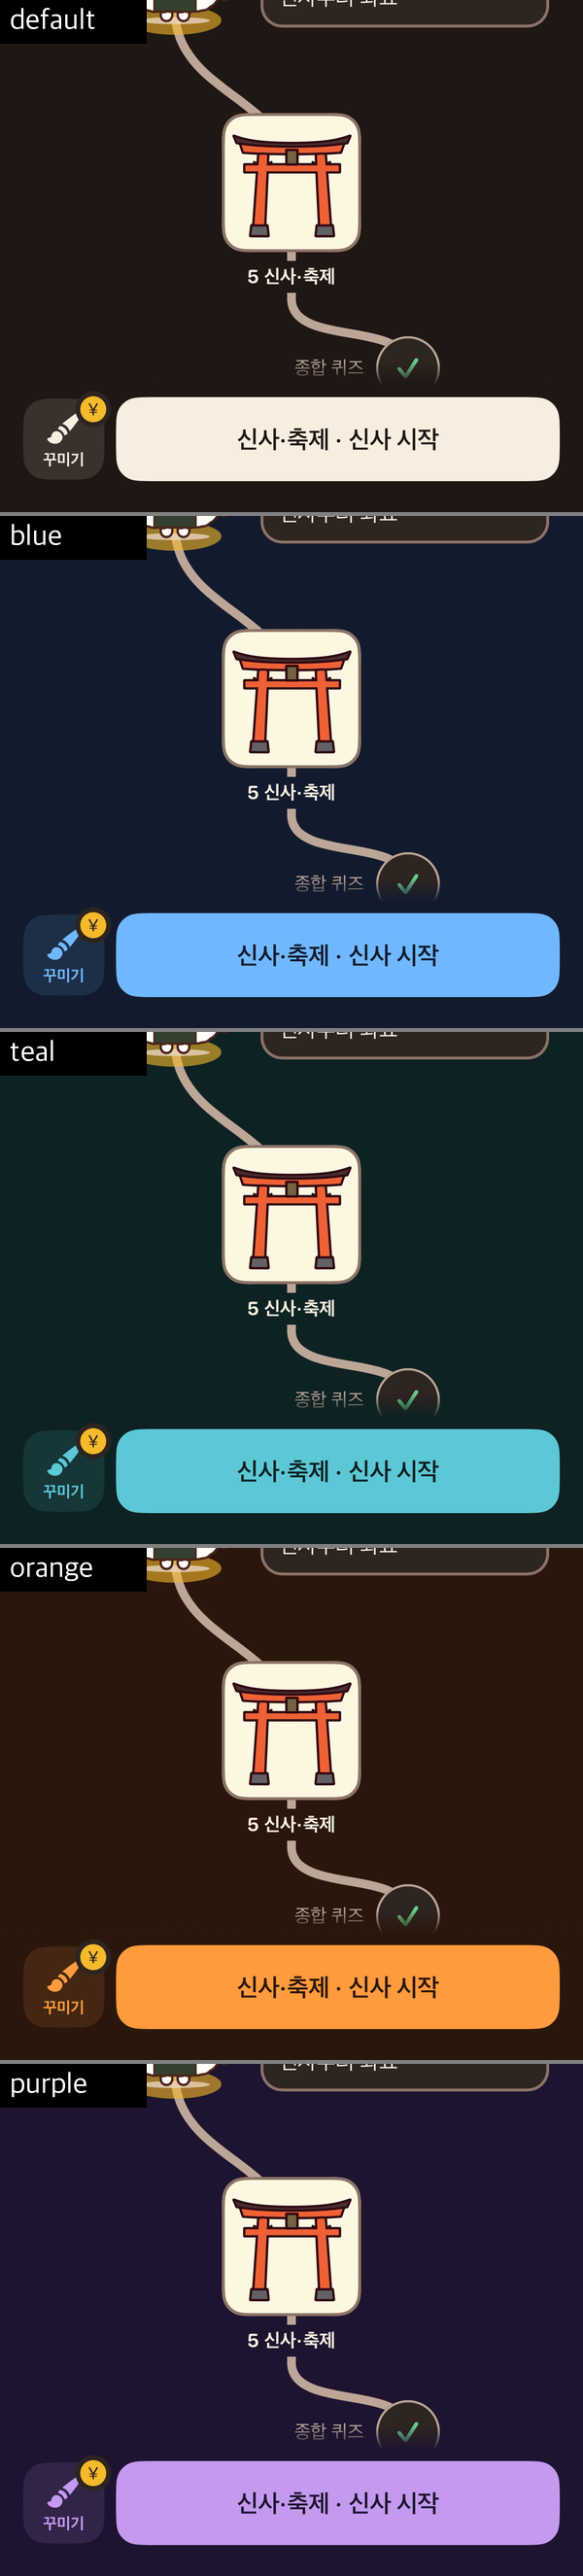 default
5 신사·축제
종합 퀴즈
¥
꾸미기
신사·축제 · 신사 시작
blue
5 신사·축제
종합 퀴즈
¥
꾸미기
신사·축제 · 신사 시작
teal
5 신사·축제
종합 퀴즈
¥
꾸미기
신사·축제 · 신사 시작
orange
5 신사·축제
종합 퀴즈
¥
꾸미기
신사·축제 · 신사 시작
purple
5 신사·축제
종합 퀴즈
¥
꾸미기
신사·축제 · 신사 시작